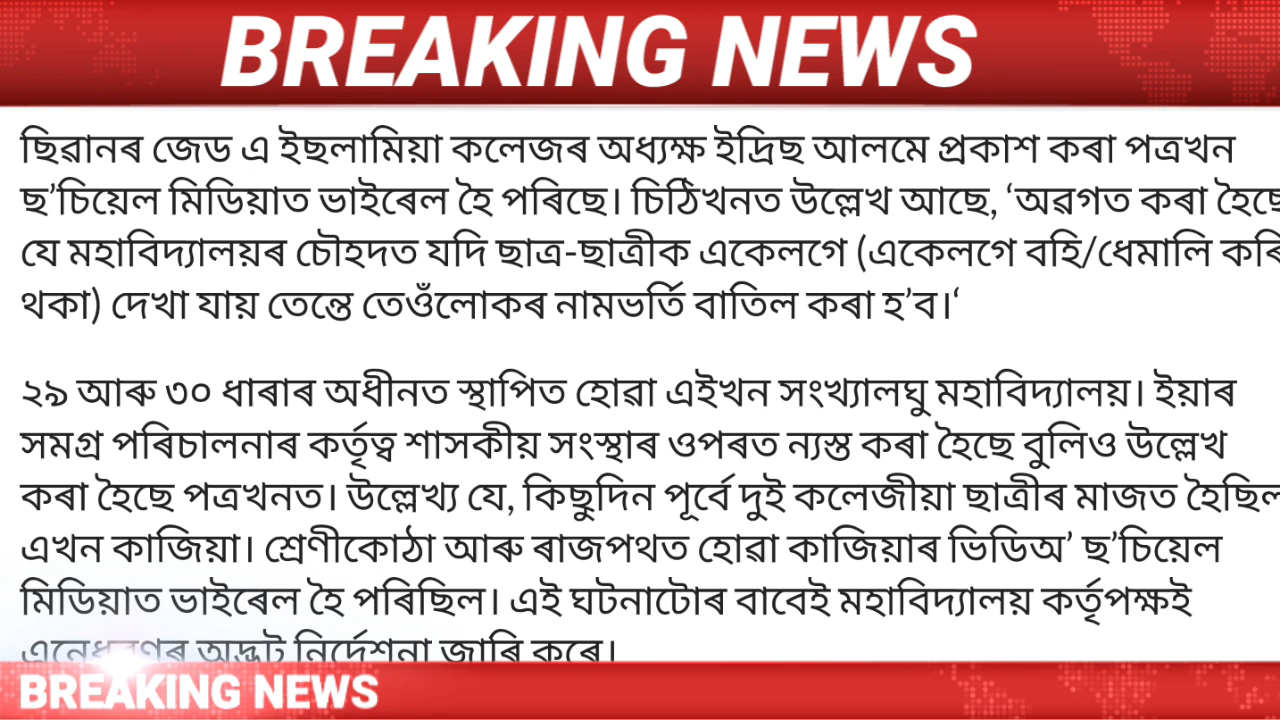 BREAKING NEWS
ছিৱানৰ জেড এ ইছলামিয়া কলেজৰ অধ্যক্ষ ইদ্ৰিছ আলমে প্ৰকাশ কৰা পত্ৰখন
ছ’চিয়েল মিডিয়াত ভাইৰেল হৈ পৰিছে। চিঠিখনত উল্লেখ আছে, ‘অৱগত কৰা হৈছে
যে মহাবিদ্যালয়ৰ চৌহদত যদি ছাত্ৰ-ছাত্ৰীক একেলগে (একেলগে বহি/ধেমালি কৰি
থকা) দেখা যায় তেন্তে তেওঁলোকৰ নামভৰ্তি বাতিল কৰা হ’ব।‘
২৯ আৰু ৩০ ধাৰাৰ অধীনত স্থাপিত হোৱা এইখন সংখ্যালঘু মহাবিদ্যালয়। ইয়াৰ
সমগ্ৰ পৰিচালনাৰ কৰ্তৃত্ব শাসকীয় সংস্থাৰ ওপৰত ন্যস্ত কৰা হৈছে বুলিও উল্লেখ
কৰা হৈছে পত্ৰখনত। উল্লেখ্য যে, কিছুদিন পূৰ্বে দুই কলেজীয়া ছাত্ৰীৰ মাজত হৈছিল
এখন কাজিয়া। শ্ৰেণীকোঠা আৰু ৰাজপথত হোৱা কাজিয়াৰ ভিডিঅ’ ছ’চিয়েল
মিডিয়াত ভাইৰেল হৈ পৰিছিল। এই ঘটনাটোৰ বাবেই মহাবিদ্যালয় কৰ্তৃপক্ষই
এনেধৰণৰ অদ্ভুট নিৰ্দেশনা জাৰি কৰে।
BREAKING NEWS